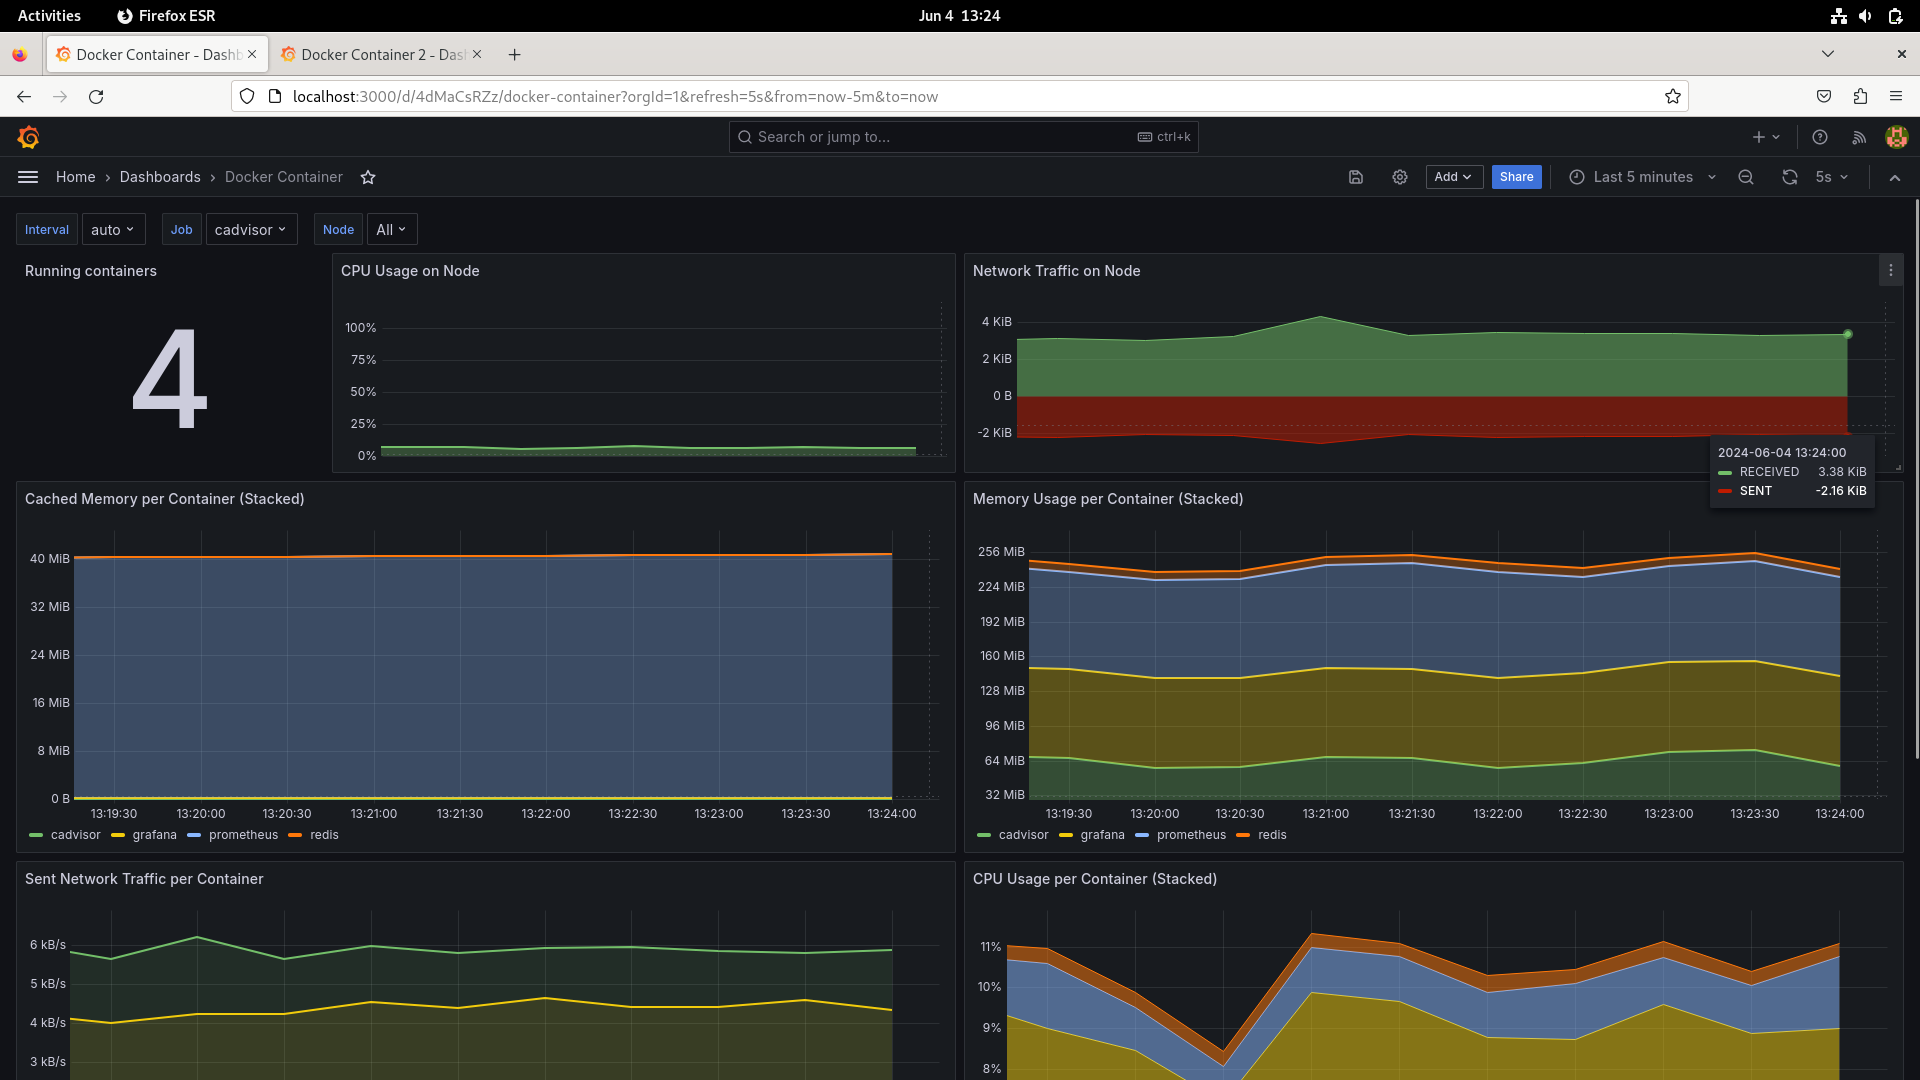 Activities
Firefox ESR
Jun 4 13:24
Docker Container - Dashb
Docker Container 2 - Das
localhost:3000/d/4dMaCsRZz/docker-container?orgId=1&refresh=5s&from=now-5m&to=now
Search or jump to...
ctrl+k
Home › Dashboards › Docker Container
Add
Share
Last 5 minutes
5s
Interval
auto
Job
cadvisor
Node
All
Running containers
4
CPU Usage on Node
100%
75%
50%
25%
0%
Network Traffic on Node
4 KiB
2 KiB
0 B
-2 KiB
2024-06-04 13:24:00
RECEIVED 3.38 KiB
SENT -2.16 KiB
Cached Memory per Container (Stacked)
40 MiB
32 MiB
24 MiB
16 MiB
8 MiB
0 B
13:19:30 13:20:00 13:20:30 13:21:00 13:21:30 13:22:00 13:22:30 13:23:00 13:23:30 13:24:00
cadvisor grafana prometheus redis
Memory Usage per Container (Stacked)
256 MiB
224 MiB
192 MiB
160 MiB
128 MiB
96 MiB
64 MiB
32 MiB
13:19:30 13:20:00 13:20:30 13:21:00 13:21:30 13:22:00 13:22:30 13:23:00 13:23:30 13:24:00
cadvisor grafana prometheus redis
Sent Network Traffic per Container
6 kB/s
5 kB/s
4 kB/s
3 kB/s
CPU Usage per Container (Stacked)
11%
10%
9%
8%